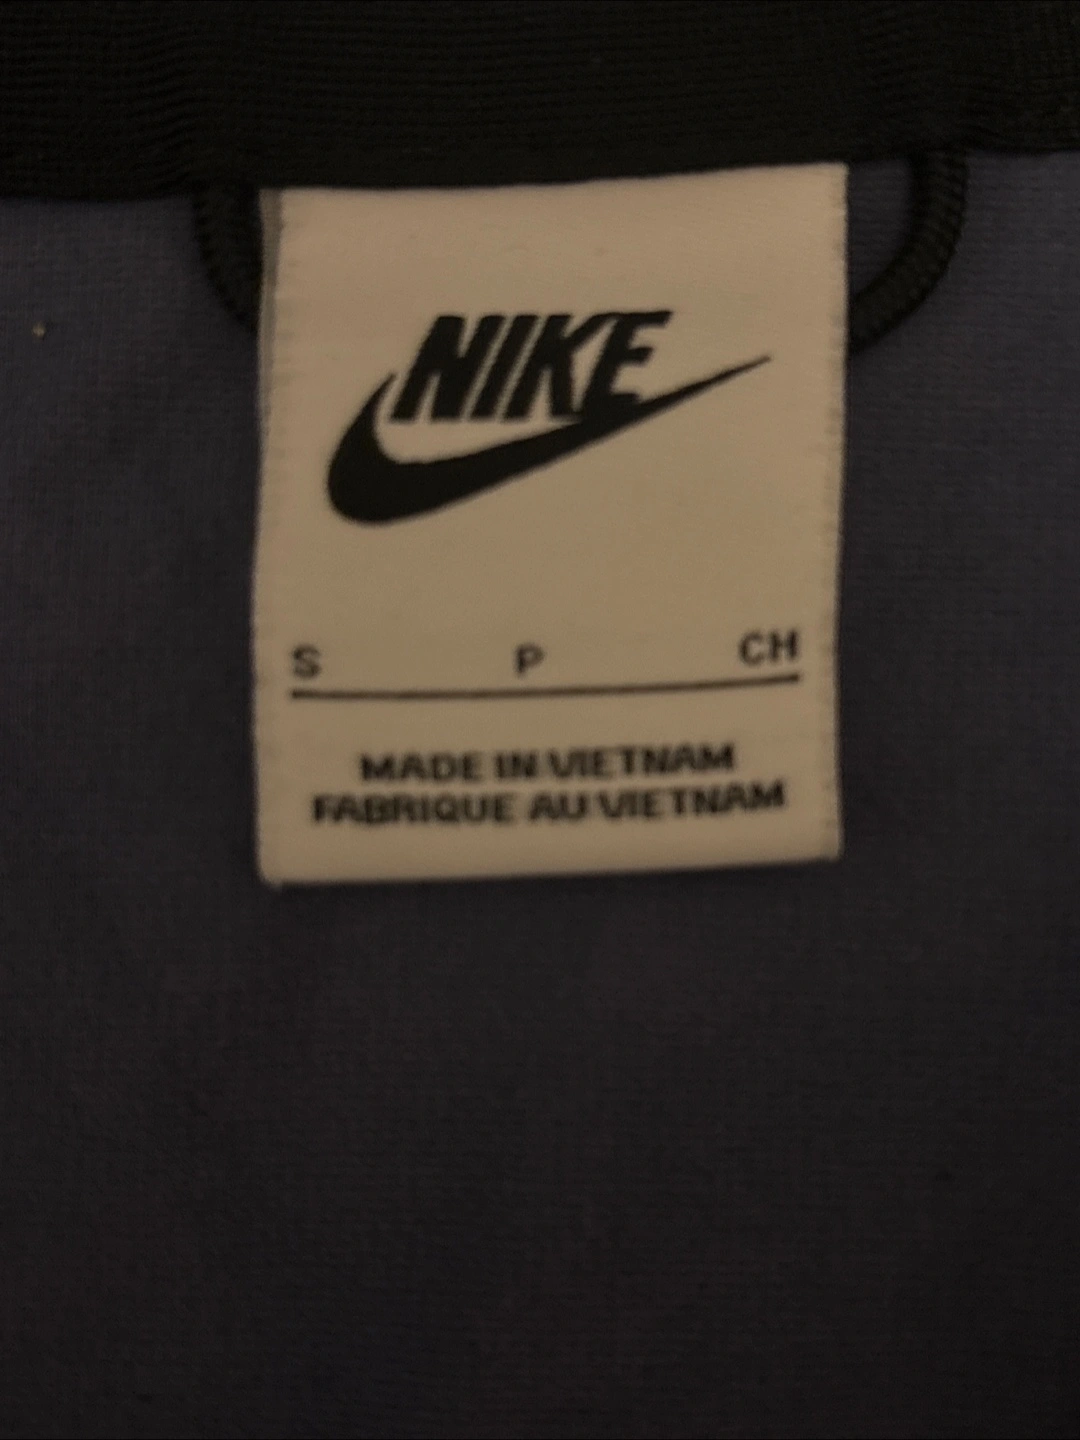 NIKE
S P CH
MADE IN VIETNAM
FABRIQUE AU VIETNAM